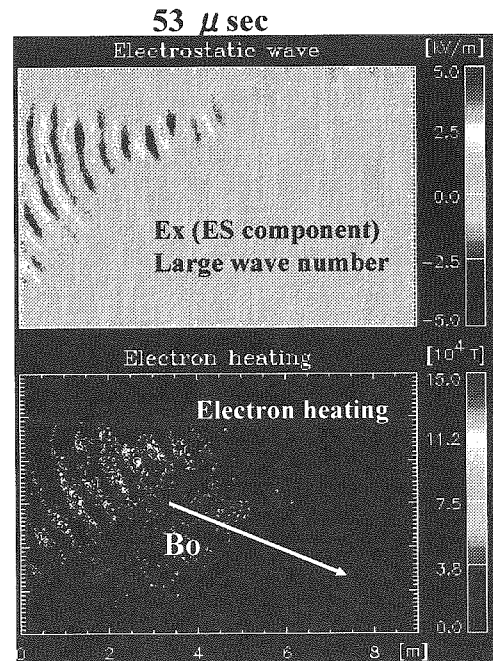 53 μ sec
Electrostatic wave [kV/m]
5.0
2.5
0.0
-2.5
-5.0
Ex (ES component)
Large wave number
Electron heating [10⁴ T]
15.0
11.2
7.5
3.8
0.0
Electron heating
Bo
0 2 4 6 8 [m]